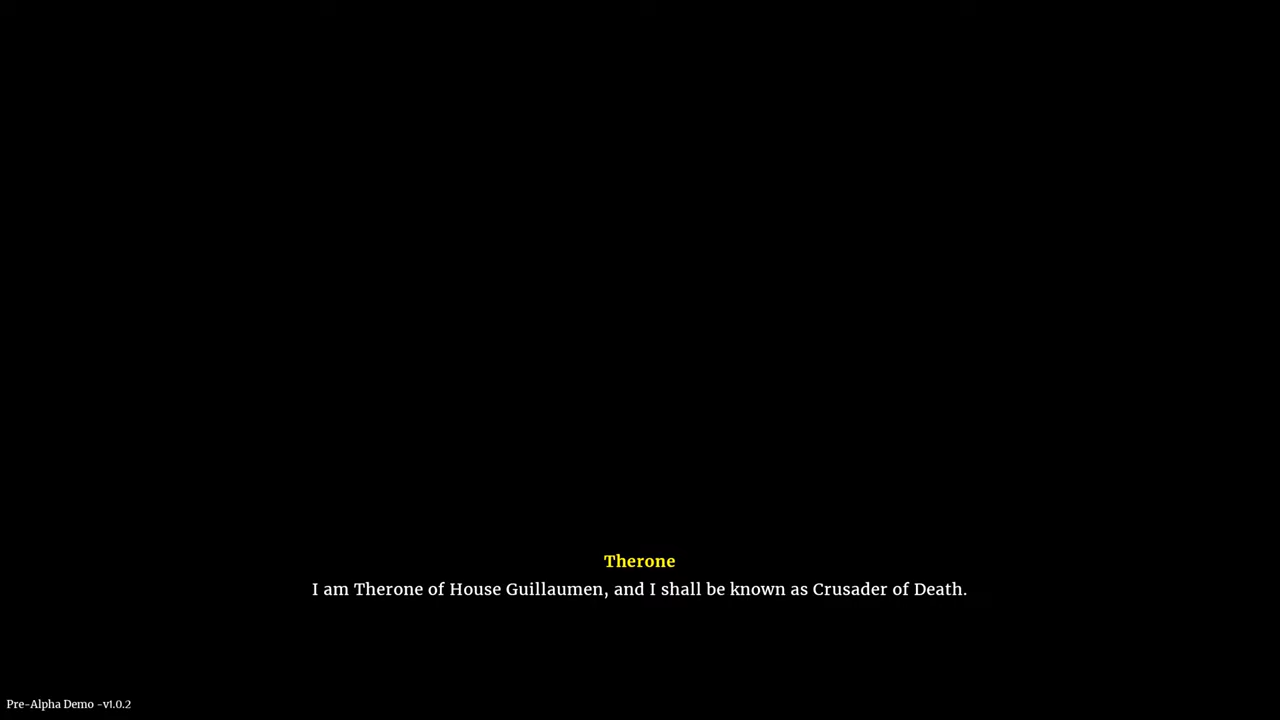 Therone
I am Therone of House Guillaumen, and I shall be known as Crusader of Death.
Pre-Alpha Demo -v1.0.2